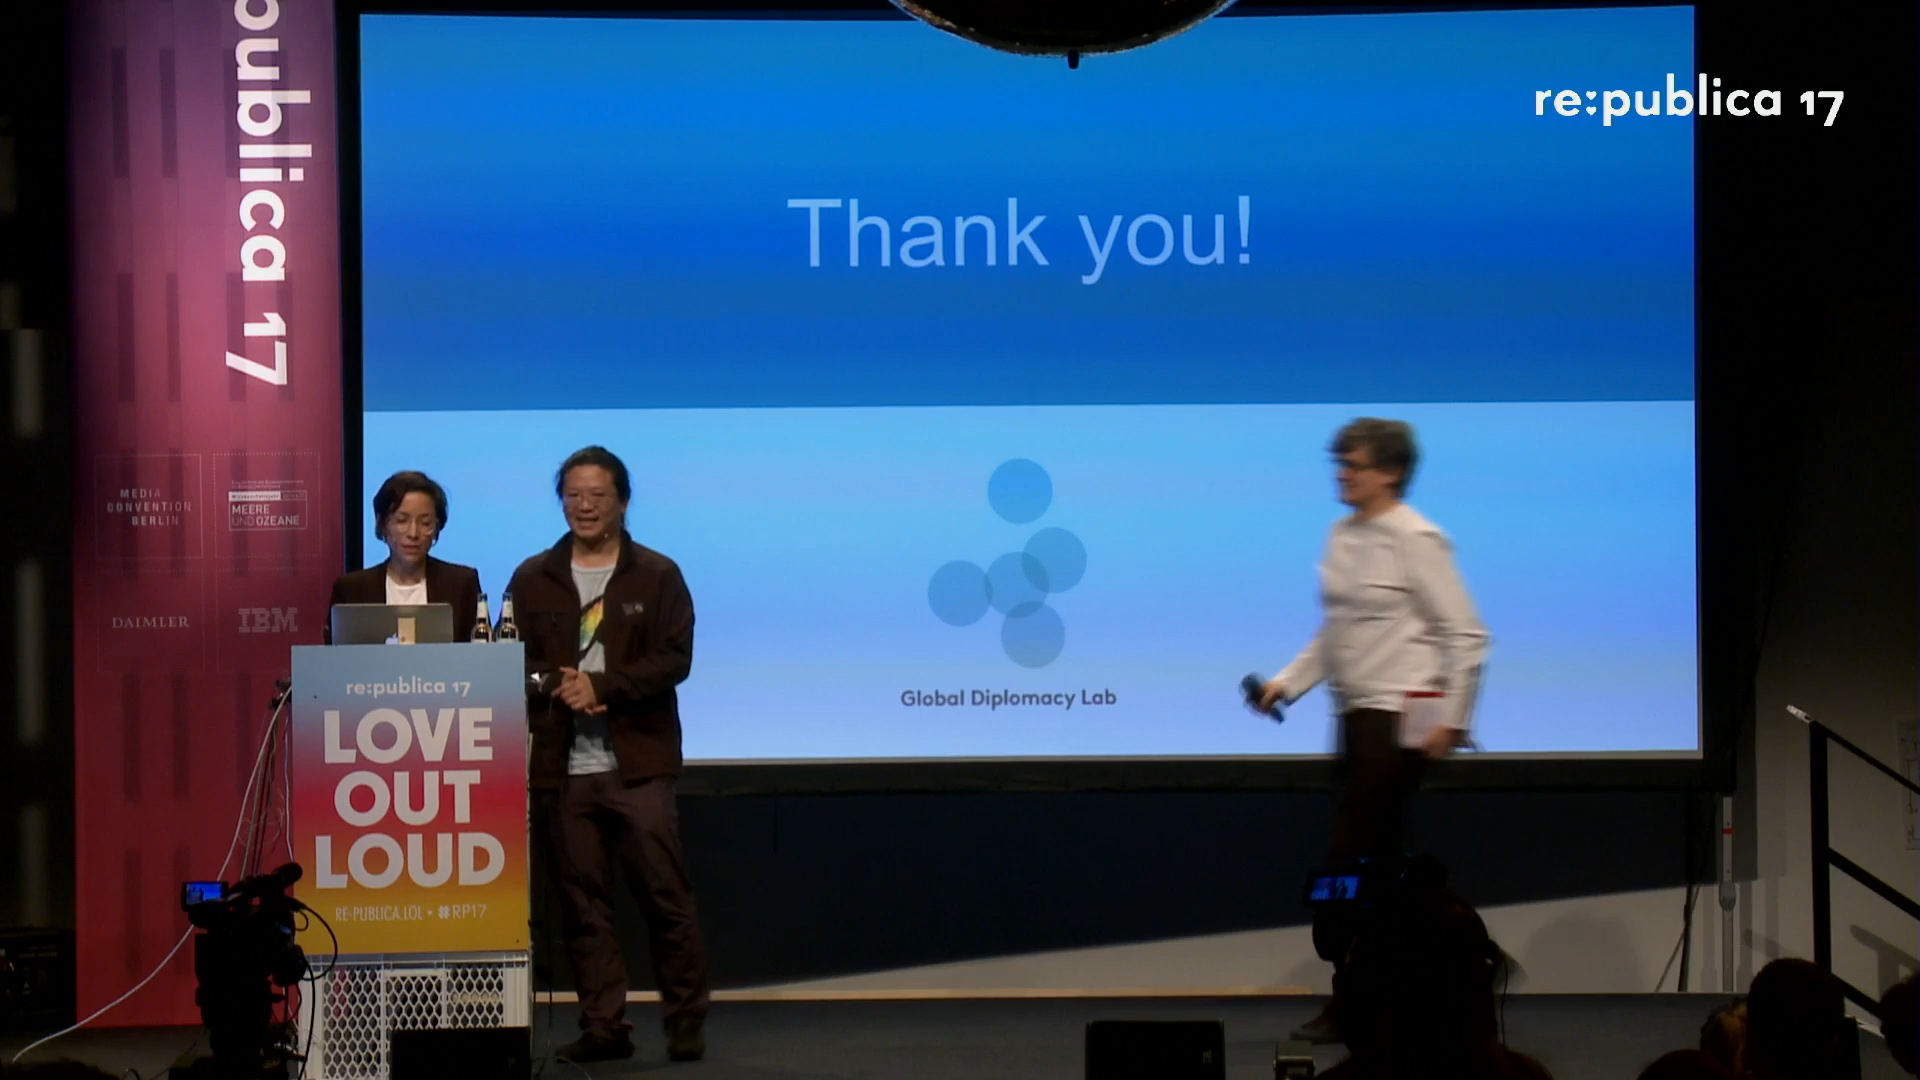 publica 17
re:publica 17
Thank you!
MEDIA
CONVENTION
BERLIN
MEERE
UND OZEANE
DAIMLER
IBM
Global Diplomacy Lab
re:publica 17
LOVE
OUT
LOUD
RE-PUBLICA.LOL • #RP17